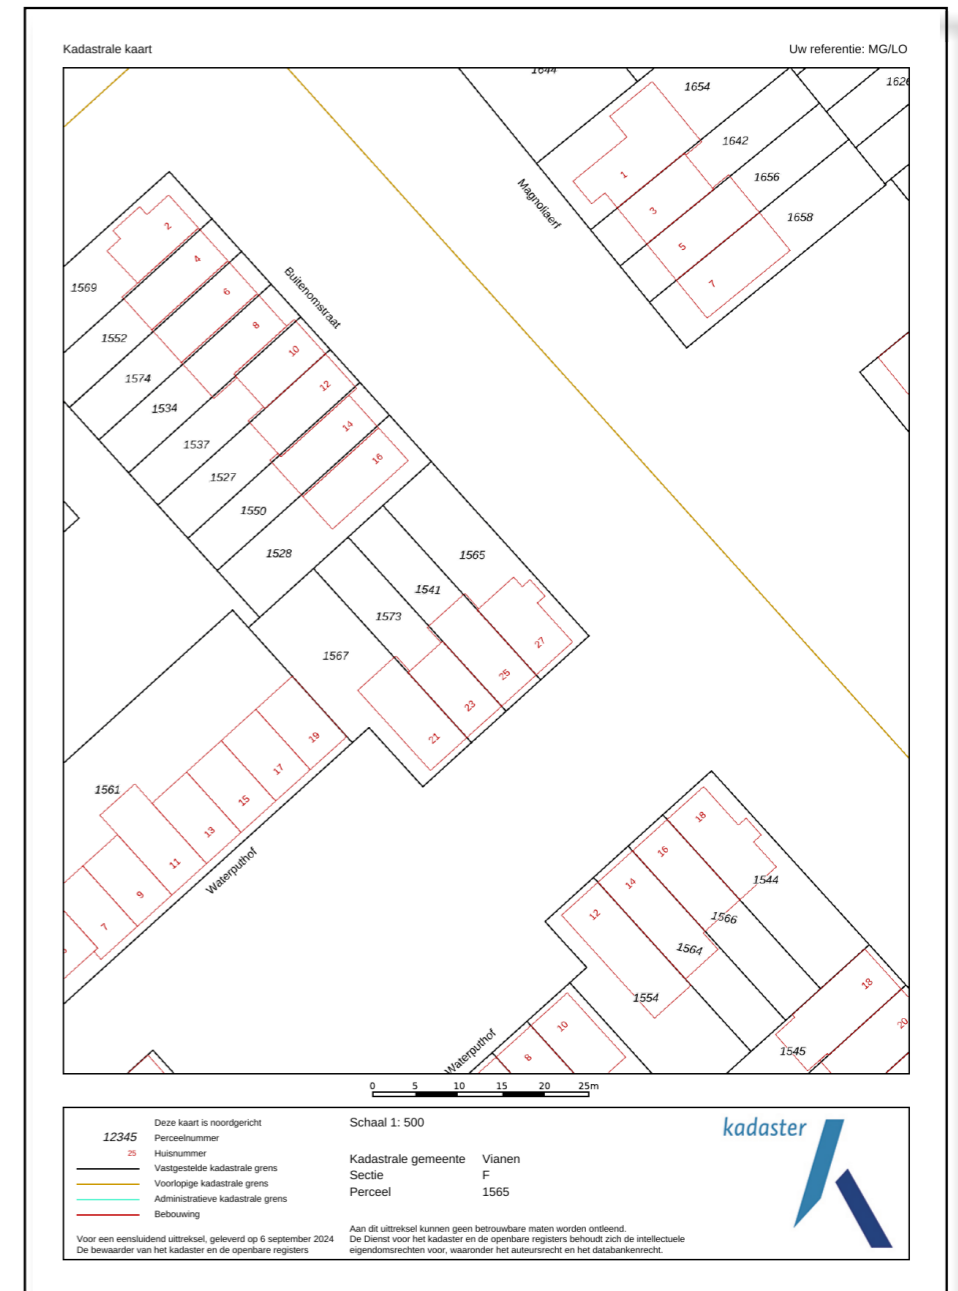 Kadastrale kaart
Uw referentie: MG/LO
1644
1654
1626
1642
1656
1658
1
3
5
7
Magnoliaerf
Buitenomstraat
2
4
6
8
10
12
14
16
1569
1552
1574
1534
1537
1527
1550
1528
1565
1541
1573
1567
27
25
23
21
19
17
15
13
11
9
7
1561
Waterputhof
18
16
14
12
1544
1566
1564
1554
18
20
1545
10
8
Waterputhof
0 5 10 15 20 25m
Deze kaart is noordgericht
12345 Perceelnummer
25 Huisnummer
Vastgestelde kadastrale grens
Voorlopige kadastrale grens
Administratieve kadastrale grens
Bebouwing
Voor een eensluidend uittreksel, geleverd op 6 september 2024
De bewaarder van het kadaster en de openbare registers
Schaal 1: 500
Kadastrale gemeente Vianen
Sectie F
Perceel 1565
Aan dit uittreksel kunnen geen betrouwbare maten worden ontleend.
De Dienst voor het kadaster en de openbare registers behoudt zich de intellectuele
eigendomsrechten voor, waaronder het auteursrecht en het databankenrecht.
kadaster